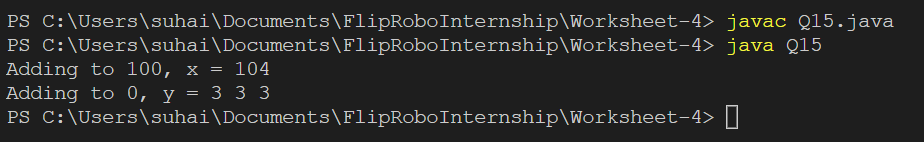 PS C:\Users\suhai\Documents\FlipRoboInternship\Worksheet-4> javac Q15.java
PS C:\Users\suhai\Documents\FlipRoboInternship\Worksheet-4> java Q15
Adding to 100, x = 104
Adding to 0, y = 3 3 3
PS C:\Users\suhai\Documents\FlipRoboInternship\Worksheet-4>